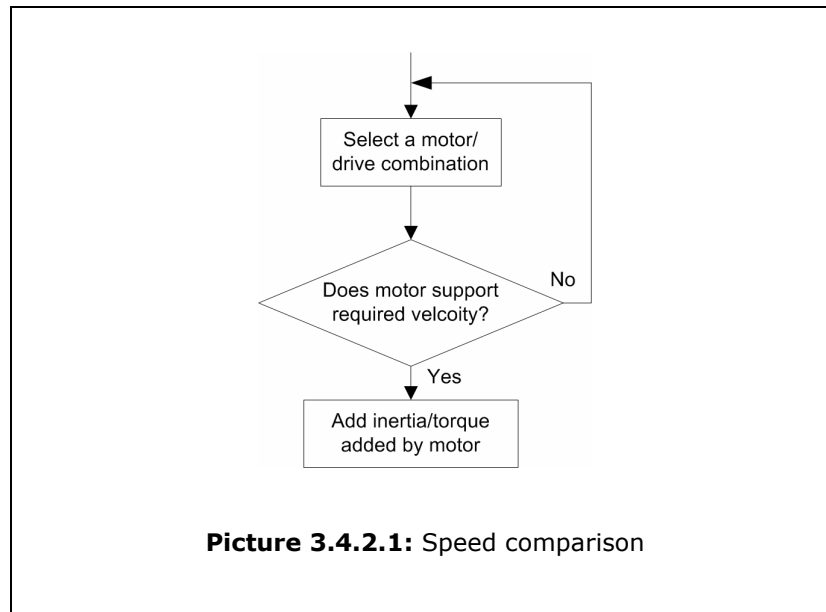 Select a motor/
drive combination
Does motor support
required velcoity?
No
Yes
Add inertia/torque
added by motor
Picture 3.4.2.1: Speed comparison